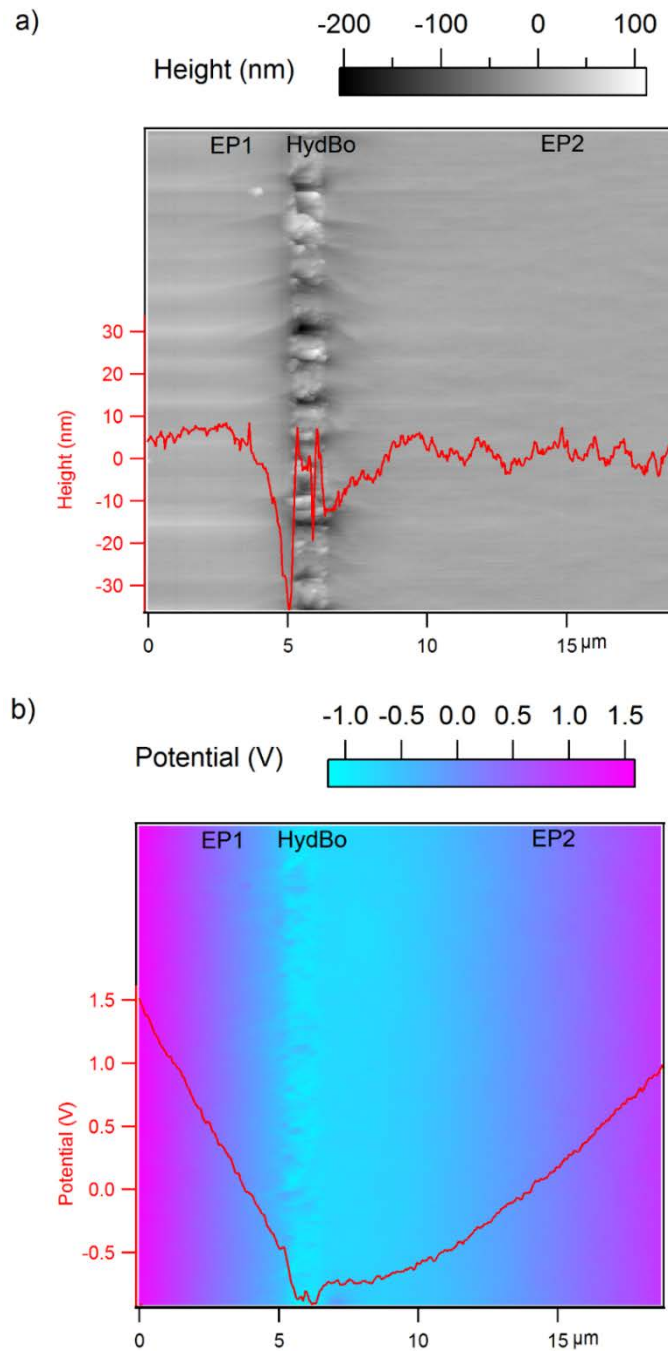 a)
-200 -100 0 100
Height (nm)
EP1 HydBo EP2
30
20
10
0
-10
-20
-30
Height (nm)
0 5 10 15 μm
b)
-1.0 -0.5 0.0 0.5 1.0 1.5
Potential (V)
EP1 HydBo EP2
1.5
1.0
0.5
0.0
-0.5
Potential (V)
0 5 10 15 μm